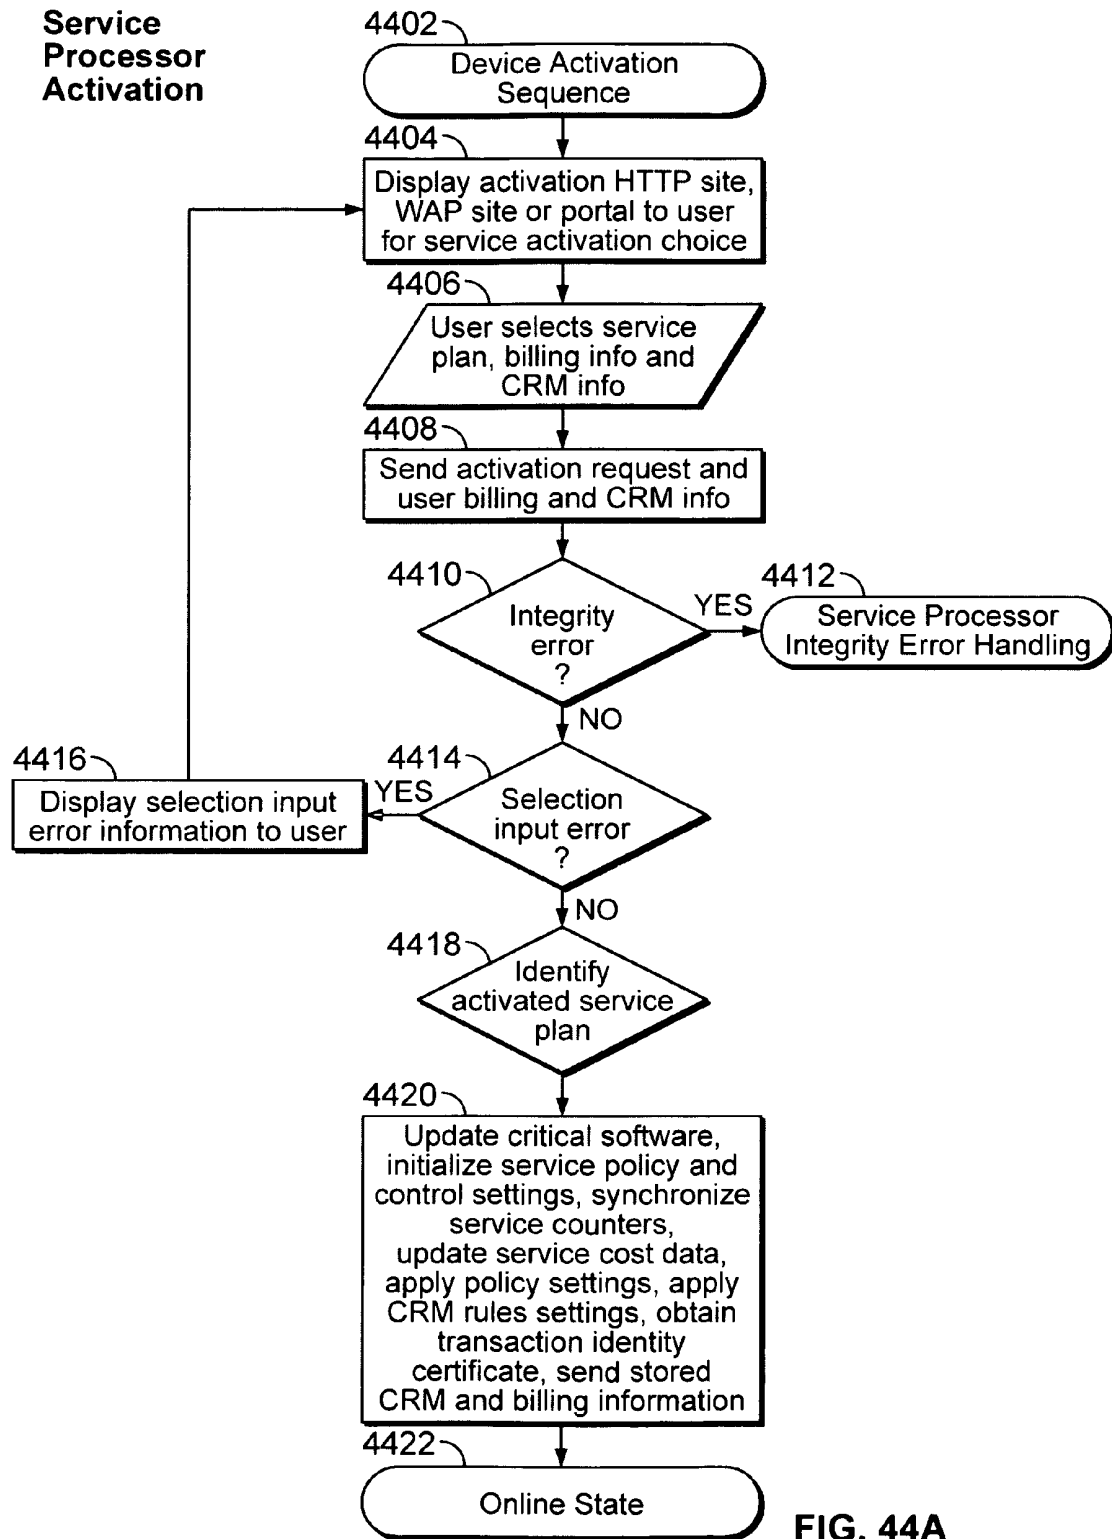 Service
Processor
Activation
4402
Device Activation
Sequence
4404
Display activation HTTP site,
WAP site or portal to user
for service activation choice
4406
User selects service
plan, billing info and
CRM info
4408
Send activation request and
user billing and CRM info
4410
Integrity
error
?
YES
4412
Service Processor
Integrity Error Handling
NO
4414
Selection
input error
?
YES
4416
Display selection input
error information to user
NO
4418
Identify
activated service
plan
4420
Update critical software,
initialize service policy and
control settings, synchronize
service counters,
update service cost data,
apply policy settings, apply
CRM rules settings, obtain
transaction identity
certificate, send stored
CRM and billing information
4422
Online State
FIG. 44A